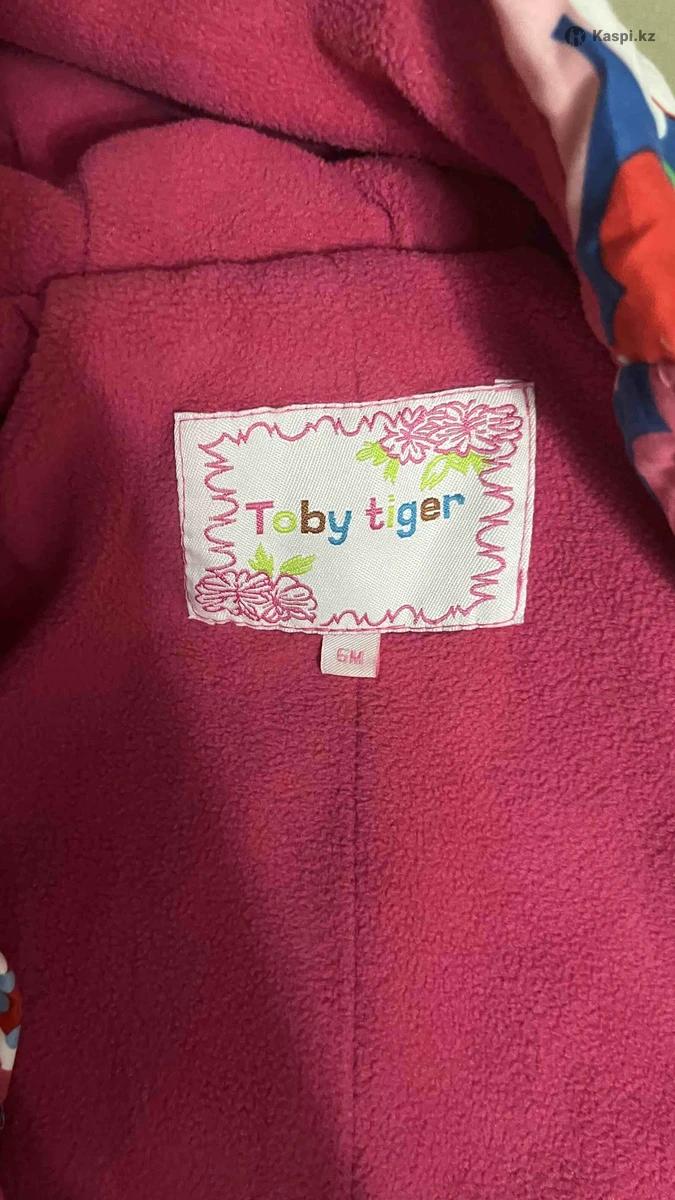 Kaspi.kz
Toby tiger
6M